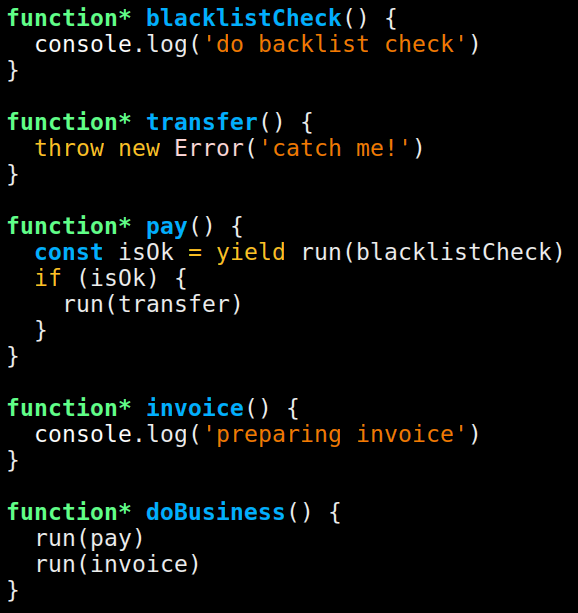 function* blacklistCheck() {
  console.log('do backlist check')
}

function* transfer() {
  throw new Error('catch me!')
}

function* pay() {
  const isOk = yield run(blacklistCheck)
  if (isOk) {
    run(transfer)
  }
}

function* invoice() {
  console.log('preparing invoice')
}

function* doBusiness() {
  run(pay)
  run(invoice)
}